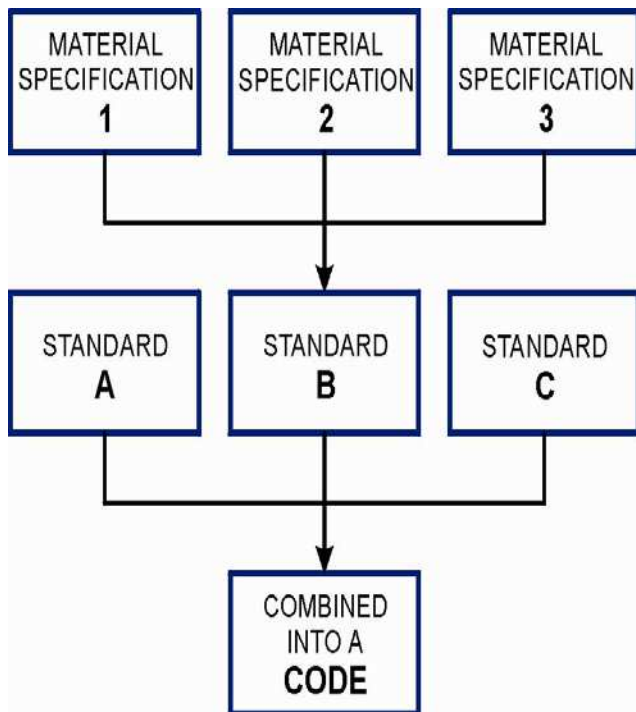 MATERIAL
SPECIFICATION
1
MATERIAL
SPECIFICATION
2
MATERIAL
SPECIFICATION
3
STANDARD
A
STANDARD
B
STANDARD
C
COMBINED
INTO A
CODE